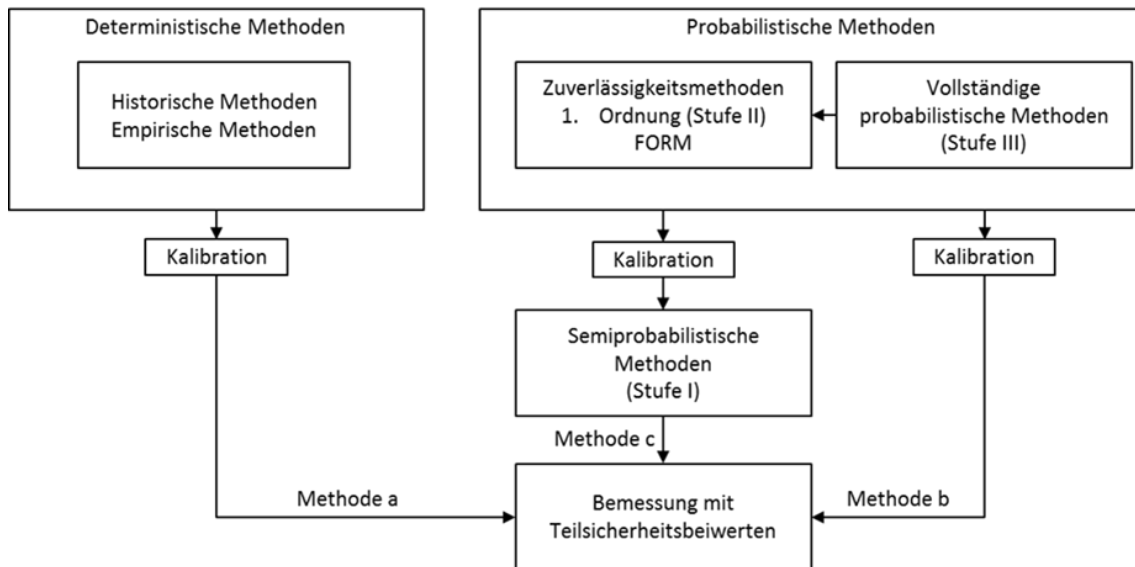 Deterministische Methoden
Historische Methoden
Empirische Methoden
Probabilistische Methoden
Zuverlässigkeitsmethoden
1. Ordnung (Stufe II)
FORM
Vollständige
probabilistische Methoden
(Stufe III)
Kalibration
Kalibration
Kalibration
Semiprobabilistische
Methoden
(Stufe I)
Methode c
Methode a
Bemessung mit
Teilsicherheitsbeiwerten
Methode b